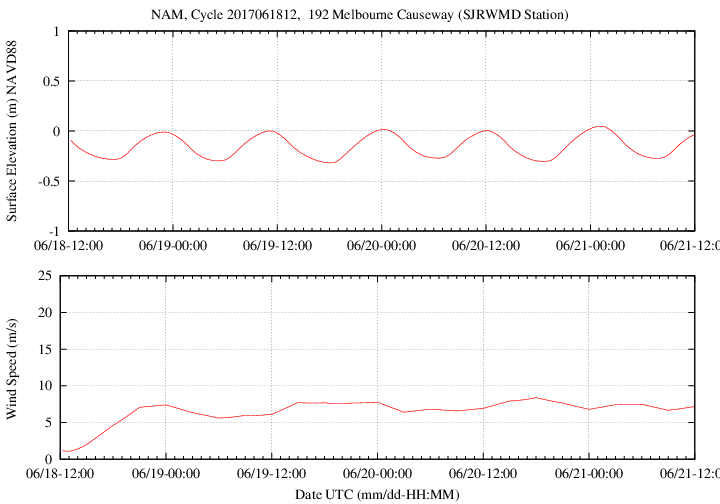 NAM, Cycle 2017061812,  192 Melbourne Causeway (SJRWMD Station)
Surface Elevation (m) NAVD88
1
0.5
0
-0.5
-1
06/18-12:00 06/19-00:00 06/19-12:00 06/20-00:00 06/20-12:00 06/21-00:00 06/21-12:0
Wind Speed (m/s)
25
20
15
10
5
0
06/18-12:00 06/19-00:00 06/19-12:00 06/20-00:00 06/20-12:00 06/21-00:00 06/21-12:0
Date UTC (mm/dd-HH:MM)